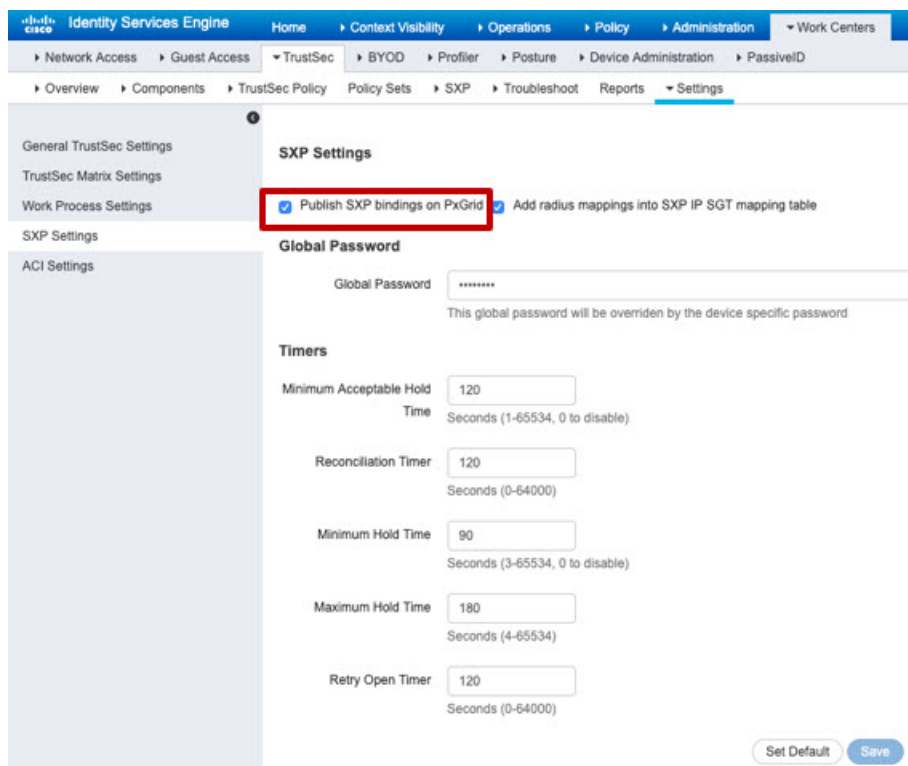 cisco Identity Services Engine Home Context Visibility Operations Policy Administration Work Centers
Network Access Guest Access TrustSec BYOD Profiler Posture Device Administration PassiveID
Overview Components TrustSec Policy Policy Sets SXP Troubleshoot Reports Settings
General TrustSec Settings
TrustSec Matrix Settings
Work Process Settings
SXP Settings
ACI Settings
SXP Settings
Publish SXP bindings on PxGrid Add radius mappings into SXP IP SGT mapping table
Global Password
Global Password ••••••••
This global password will be overriden by the device specific password
Timers
Minimum Acceptable Hold
Time
120
Seconds (1-65534, 0 to disable)
Reconciliation Timer 120
Seconds (0-64000)
Minimum Hold Time 90
Seconds (3-65534, 0 to disable)
Maximum Hold Time 180
Seconds (4-65534)
Retry Open Timer 120
Seconds (0-64000)
Set Default Save